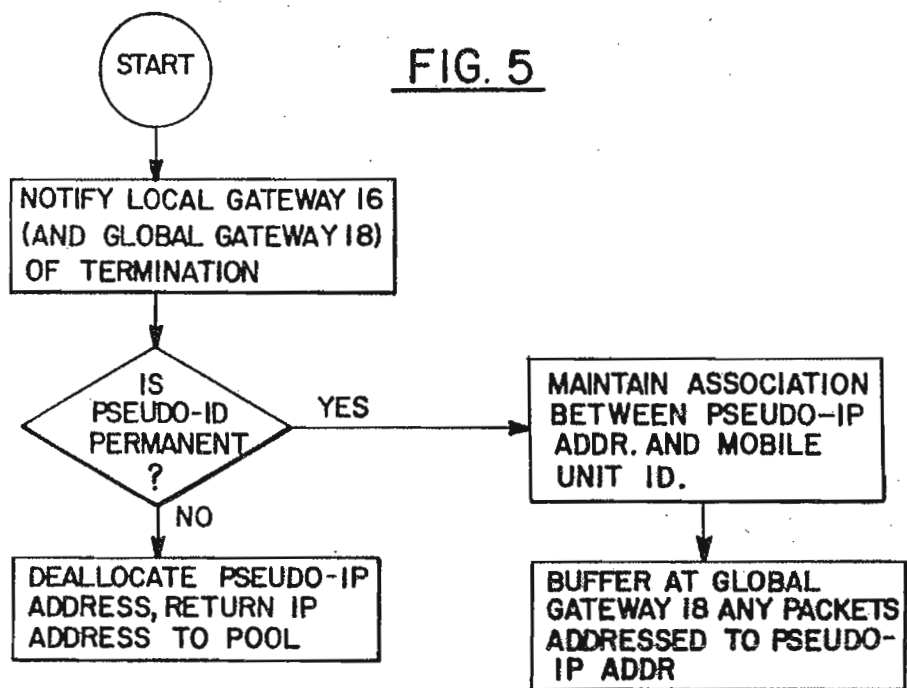 START
FIG. 5
NOTIFY LOCAL GATEWAY 16
(AND GLOBAL GATEWAY 18)
OF TERMINATION
IS
PSEUDO-ID
PERMANENT
?
YES
NO
MAINTAIN ASSOCIATION
BETWEEN PSEUDO-IP
ADDR. AND MOBILE
UNIT ID.
DEALLOCATE PSEUDO-IP
ADDRESS, RETURN IP
ADDRESS TO POOL
BUFFER AT GLOBAL
GATEWAY 18 ANY PACKETS
ADDRESSED TO PSEUDO-
IP ADDR